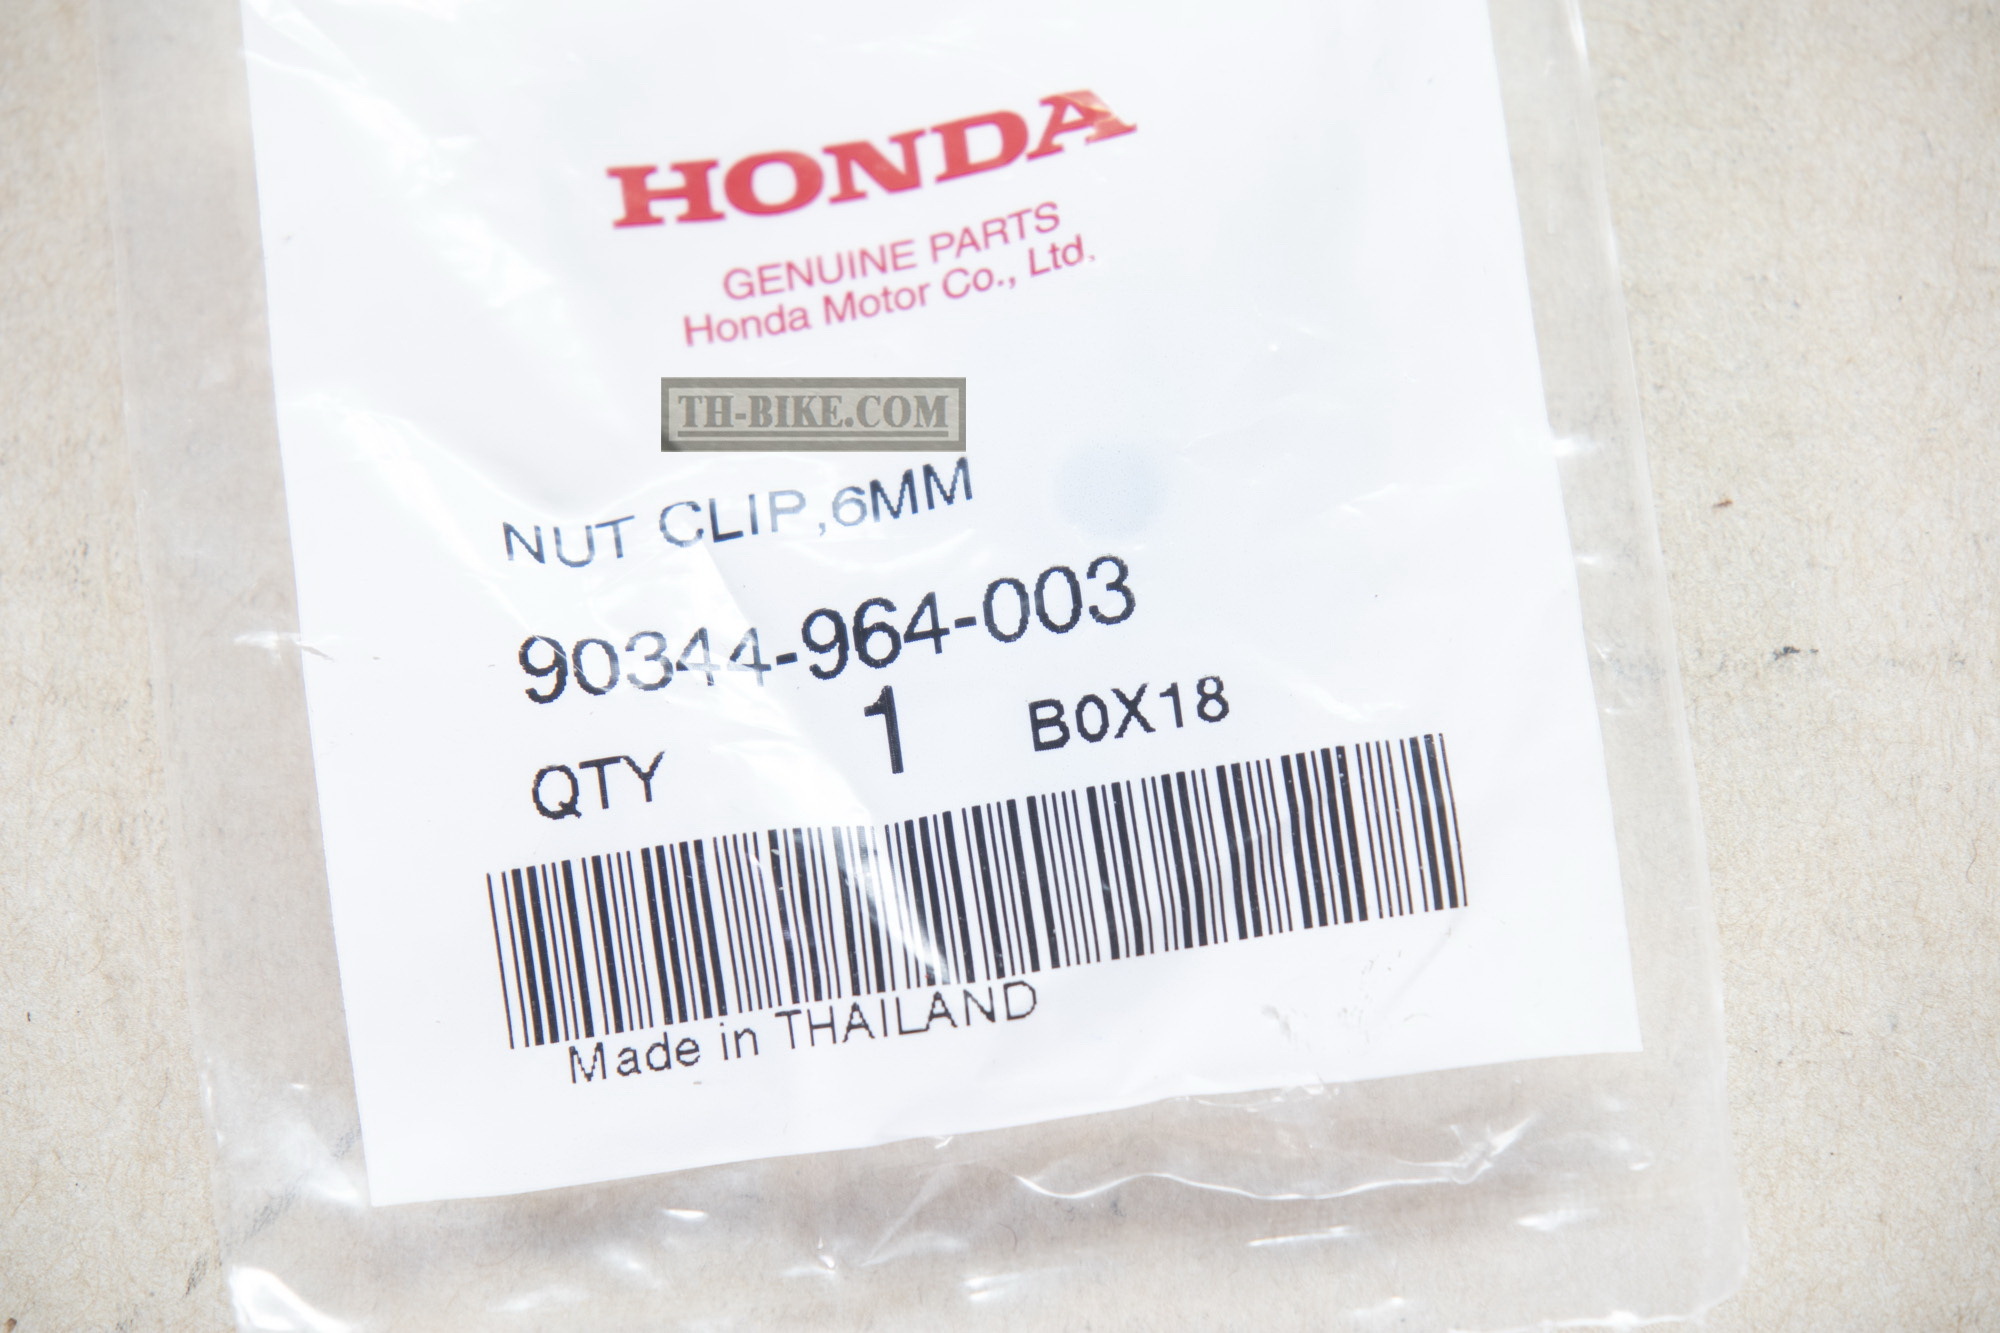 HONDA
GENUINE PARTS
Honda Motor Co., Ltd.
TH-BIKE.COM
NUT CLIP,6MM
90344-964-003
QTY 1 B0X18
Made in THAILAND